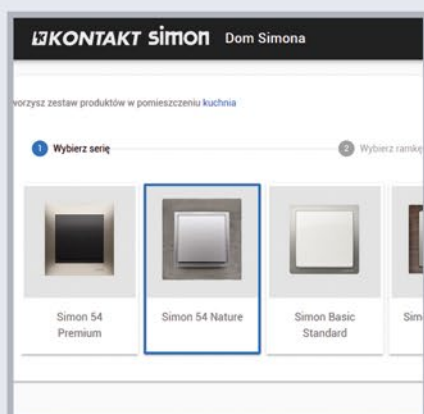 KONTAKT simon Dom Simona
worzysz zestaw produktów w pomieszczeniu kuchnia
1 Wybierz serię
2 Wybierz ramkę
Simon 54
Premium
Simon 54 Nature
Simon Basic
Standard
Sim